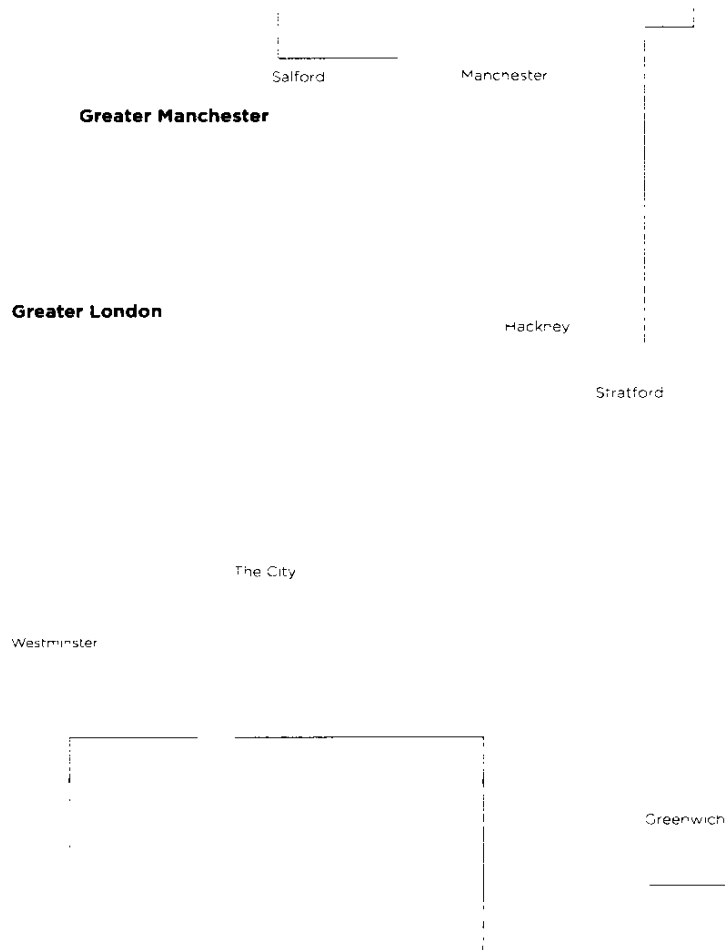 Salford
Manchester
Greater Manchester
Greater London
Hackney
Stratford
The City
Westminster
Greenwich